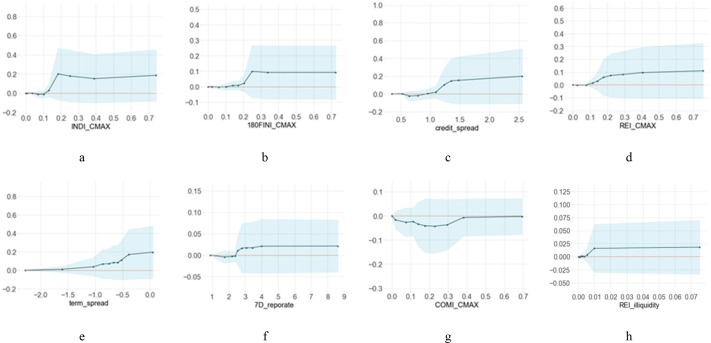 0.8
0.6
0.4
0.2
0.0
−0.2
0.0 0.1 0.2 0.3 0.4 0.5 0.6 0.7
INDI_CMAX
a
0.5
0.4
0.3
0.2
0.1
0.0
−0.1
0.0 0.1 0.2 0.3 0.4 0.5 0.6 0.7
180FINI_CMAX
b
1.0
0.8
0.6
0.4
0.2
0.0
−0.2
0.5 1.0 1.5 2.0 2.5
credit_spread
c
0.6
0.5
0.4
0.3
0.2
0.1
0.0
−0.1
−0.2
0.0 0.1 0.2 0.3 0.4 0.5 0.6 0.7
REI_CMAX
d
0.8
0.6
0.4
0.2
0.0
0.2
−2.0 −1.5 −1.0 −0.5 0.0
term_spread
e
0.15
0.10
0.05
0.00
−0.05
1 2 3 4 5 6 7 8 9
7D_reporate
f
0.1
0.0
−0.1
−0.2
−0.3
0.0 0.1 0.2 0.3 0.4 0.5 0.6 0.7
COMI_CMAX
g
0.125
0.100
0.075
0.050
0.025
0.000
−0.025
−0.050
0.00 0.01 0.02 0.03 0.04 0.05 0.06 0.07
REI_illiquidity
h